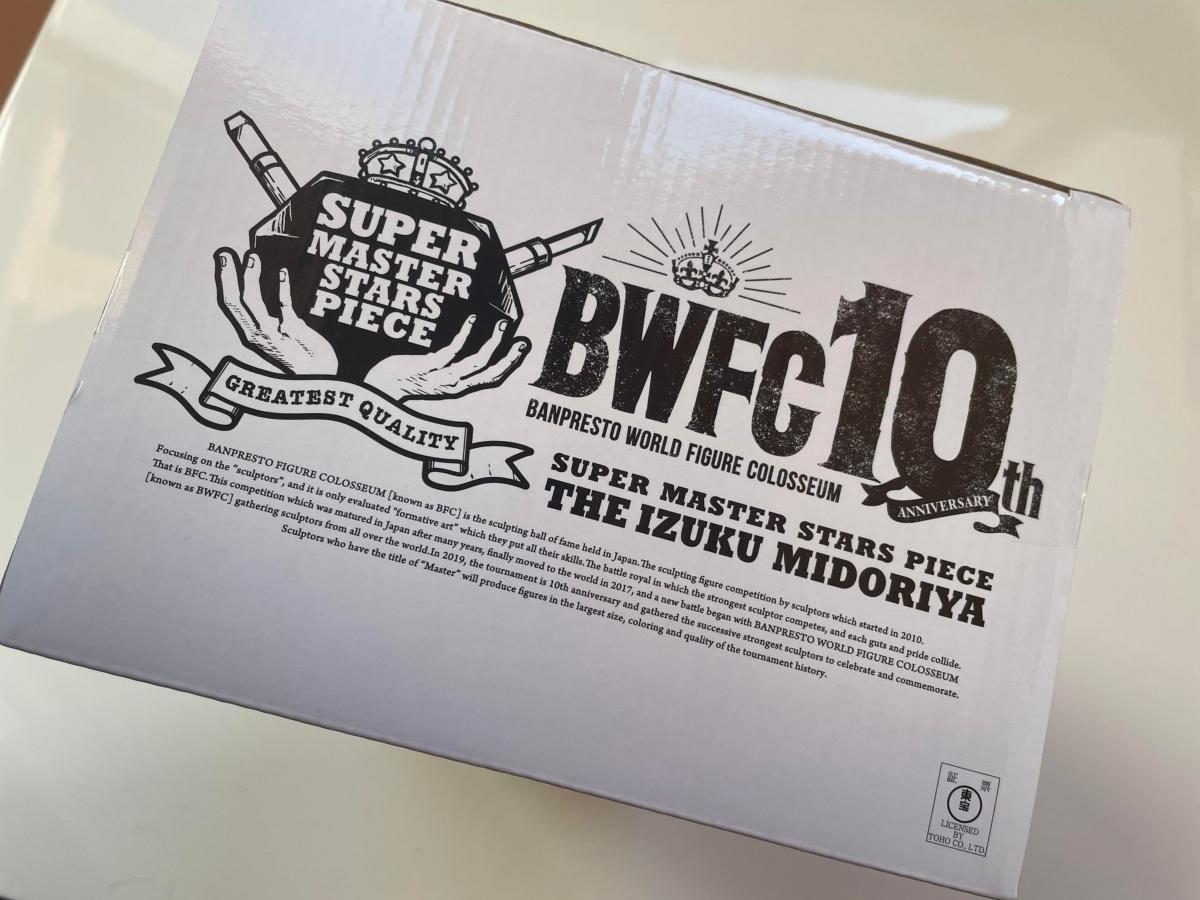 SUPER
MASTER
STARS
PIECE
GREATEST QUALITY
BWFC 10th
ANNIVERSARY
BANPRESTO WORLD FIGURE COLOSSEUM
SUPER MASTER STARS PIECE
THE IZUKU MIDORIYA
BANPRESTO FIGURE COLOSSEUM [known as BFC] is the sculpting hall of fame held in Japan. The sculpting figure competition by sculptors which started in 2010.
Focusing on the "sculptors", and it is only evaluated "formative art" which they put all their skills. The battle royal in which the strongest sculptor competes, and each guts and pride collide.
That is BFC. This competition which was matured in Japan after many years, finally moved to the world in 2017, and a new battle began with BANPRESTO WORLD FIGURE COLOSSEUM
[known as BWFC] gathering sculptors from all over the world. In 2019, the tournament is 10th anniversary and gathered the successive strongest sculptors to celebrate and commemorate.
Sculptors who have the title of "Master" will produce figures in the largest size, coloring and quality of the tournament history.
証 票
東宝
LICENSED
BY
TOHO CO., LTD.